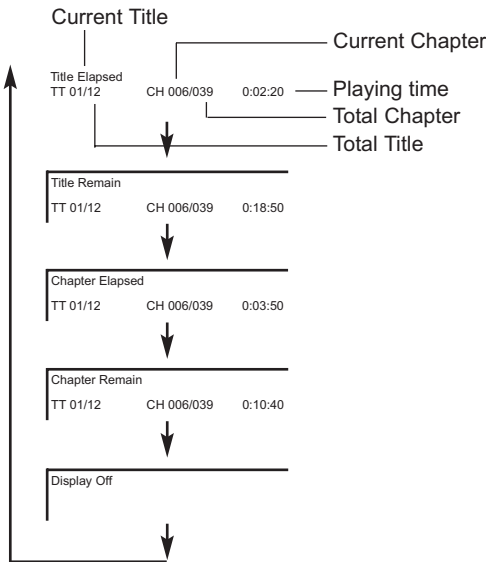 Current Title
Current Chapter
Title Elapsed
TT 01/12 CH 006/039 0:02:20 Playing time
Total Chapter
Total Title
Title Remain
TT 01/12 CH 006/039 0:18:50
Chapter Elapsed
TT 01/12 CH 006/039 0:03:50
Chapter Remain
TT 01/12 CH 006/039 0:10:40
Display Off